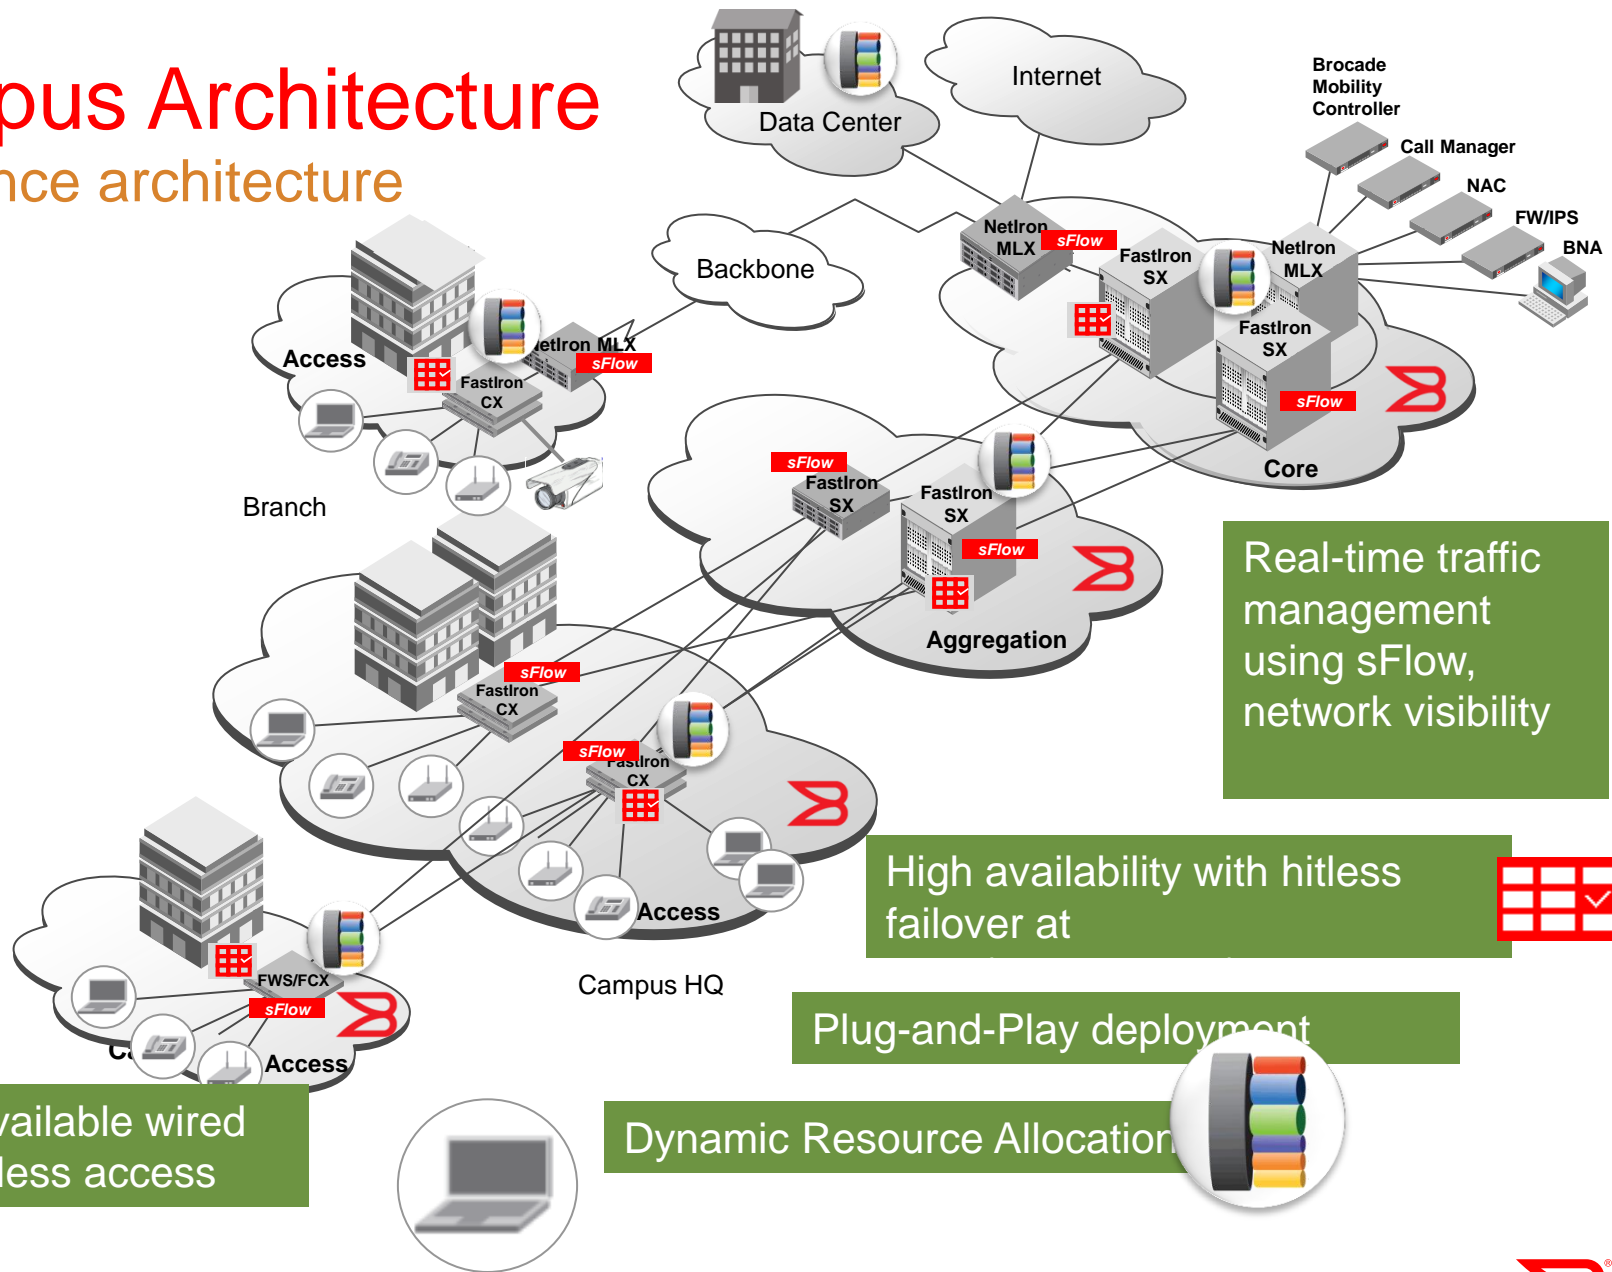 pus Architecture
nce architecture
Data Center
Internet
Brocade
Mobility
Controller
Call Manager
NAC
FW/IPS
BNA
NetIron
MLX
sFlow
FastIron
SX
NetIron
MLX
FastIron
SX
sFlow
Core
Backbone
Access
NetIron MLX
sFlow
FastIron
CX
Branch
sFlow
FastIron
SX
FastIron
SX
sFlow
Aggregation
Real-time traffic
management
using sFlow,
network visibility
sFlow
FastIron
CX
sFlow
FastIron
CX
Access
Campus HQ
High availability with hitless
failover at
FWS/FCX
sFlow
Access
Plug-and-Play deployment
vailable wired
less access
Dynamic Resource Allocation